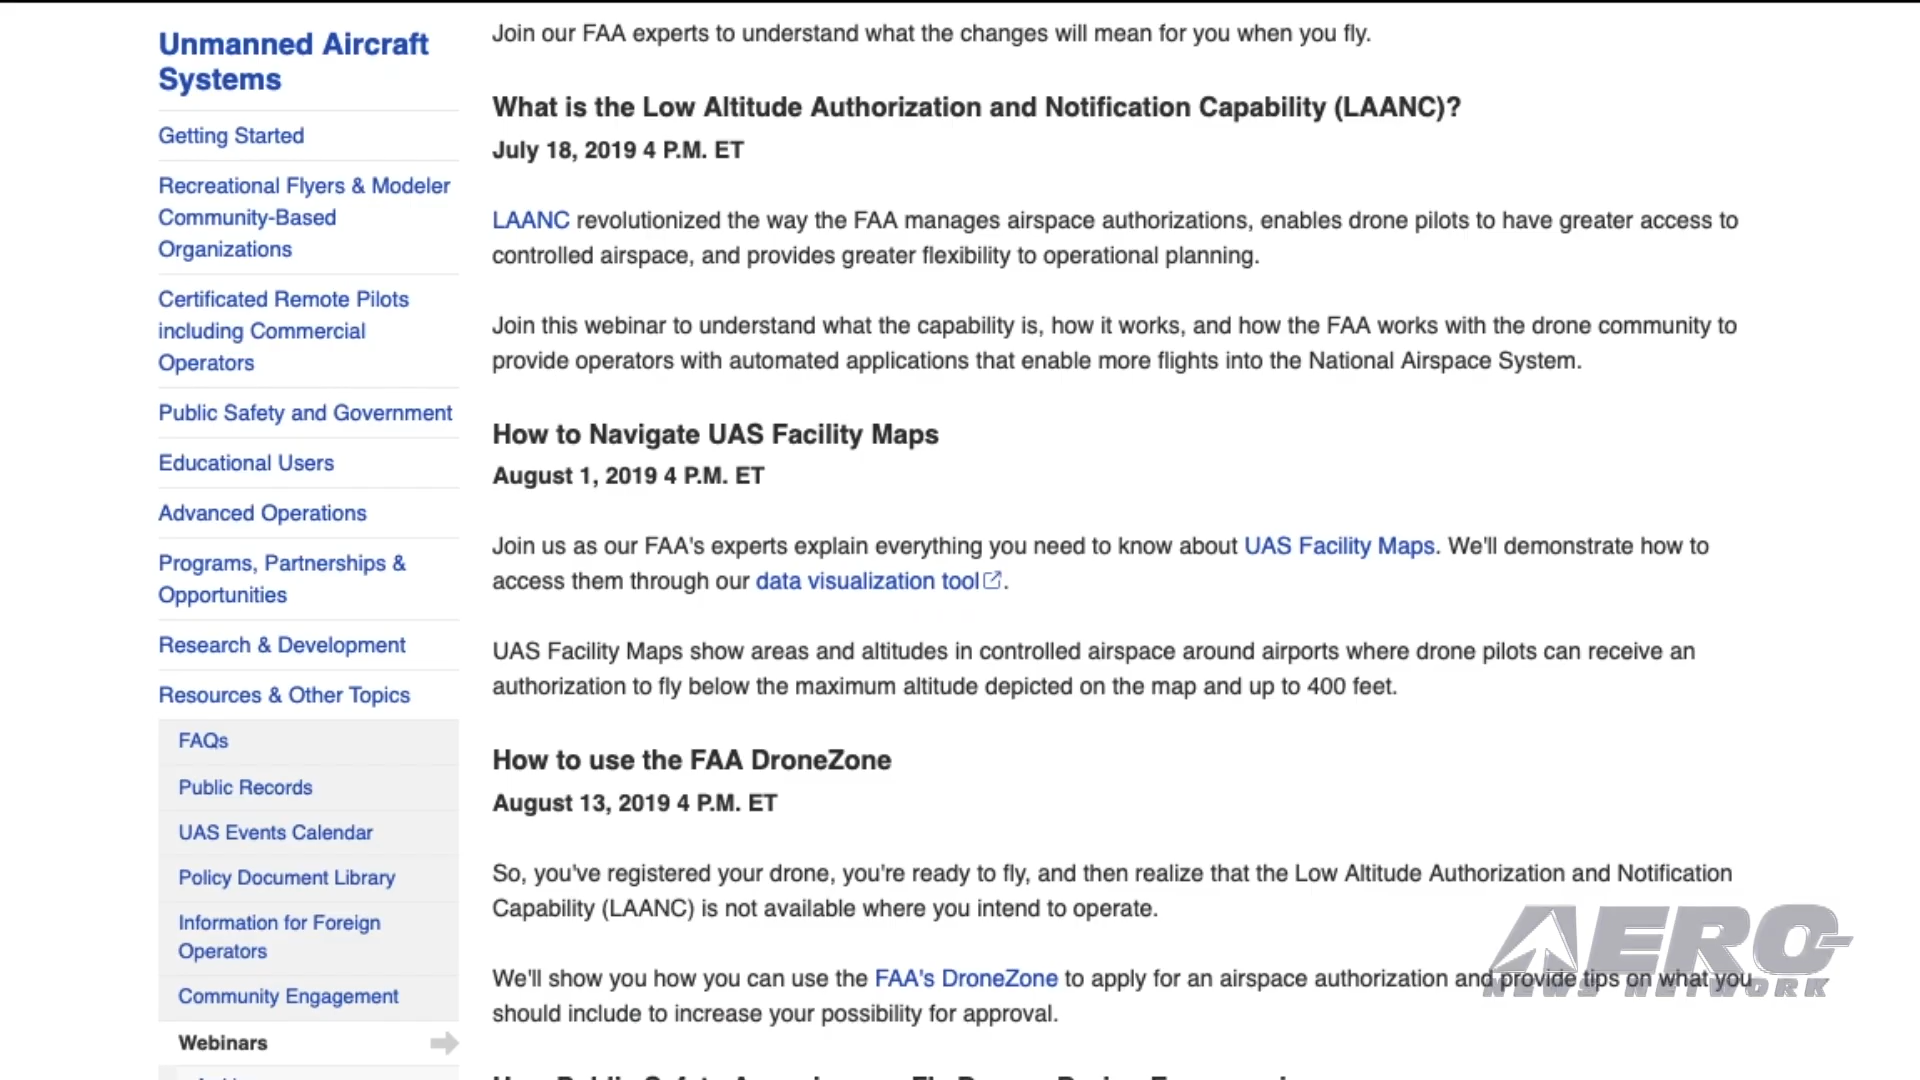 Unmanned Aircraft
Systems
Getting Started
Recreational Flyers & Modeler
Community-Based
Organizations
Certificated Remote Pilots
including Commercial
Operators
Public Safety and Government
Educational Users
Advanced Operations
Programs, Partnerships &
Opportunities
Research & Development
Resources & Other Topics
FAQs
Public Records
UAS Events Calendar
Policy Document Library
Information for Foreign
Operators
Community Engagement
Webinars
Join our FAA experts to understand what the changes will mean for you when you fly.
What is the Low Altitude Authorization and Notification Capability (LAANC)?
July 18, 2019 4 P.M. ET
LAANC revolutionized the way the FAA manages airspace authorizations, enables drone pilots to have greater access to
controlled airspace, and provides greater flexibility to operational planning.
Join this webinar to understand what the capability is, how it works, and how the FAA works with the drone community to
provide operators with automated applications that enable more flights into the National Airspace System.
How to Navigate UAS Facility Maps
August 1, 2019 4 P.M. ET
Join us as our FAA's experts explain everything you need to know about UAS Facility Maps. We'll demonstrate how to
access them through our data visualization tool.
UAS Facility Maps show areas and altitudes in controlled airspace around airports where drone pilots can receive an
authorization to fly below the maximum altitude depicted on the map and up to 400 feet.
How to use the FAA DroneZone
August 13, 2019 4 P.M. ET
So, you've registered your drone, you're ready to fly, and then realize that the Low Altitude Authorization and Notification
Capability (LAANC) is not available where you intend to operate.
We'll show you how you can use the FAA's DroneZone to apply for an airspace authorization and provide tips on what you
should include to increase your possibility for approval.
AERO-
NEWS NETWORK